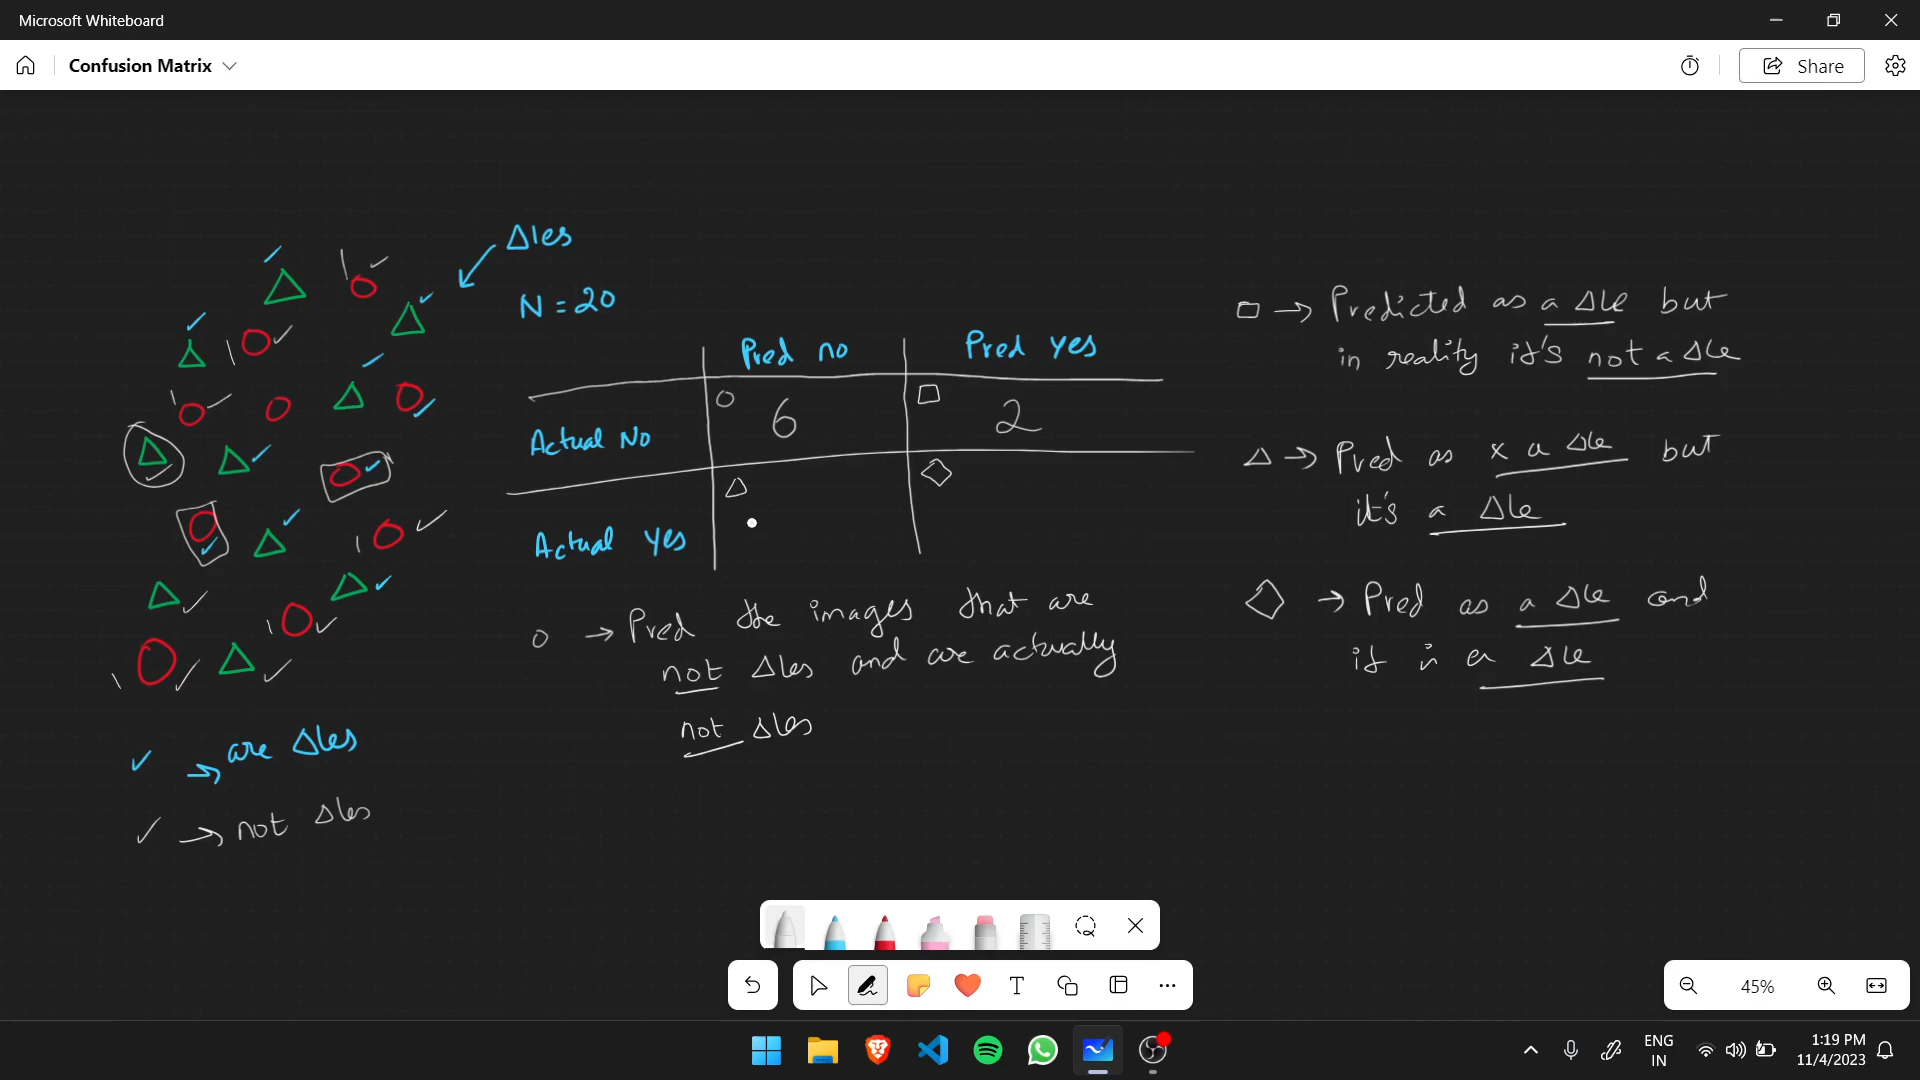 Microsoft Whiteboard
Confusion Matrix
Share
Δles
N = 20
Pred no
Pred yes
Actual No
6
2
Actual yes
○ → Pred the images that are
not Δles and are actually
not Δles
✓ → are Δles
✓ → not Δles
□ → Predicted as a Δle but
in reality it's not a Δle
△ → Pred as x a Δle but
it's a Δle
◇ → Pred as a Δle and
it is a Δle
45%
ENG
IN
1:19 PM
11/4/2023